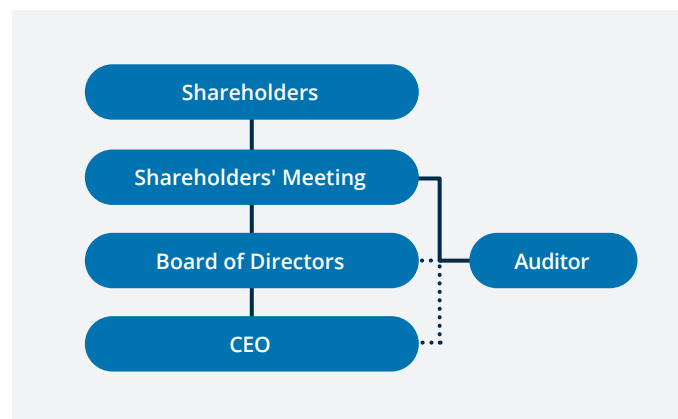 Shareholders
Shareholders' Meeting
Board of Directors
Auditor
CEO